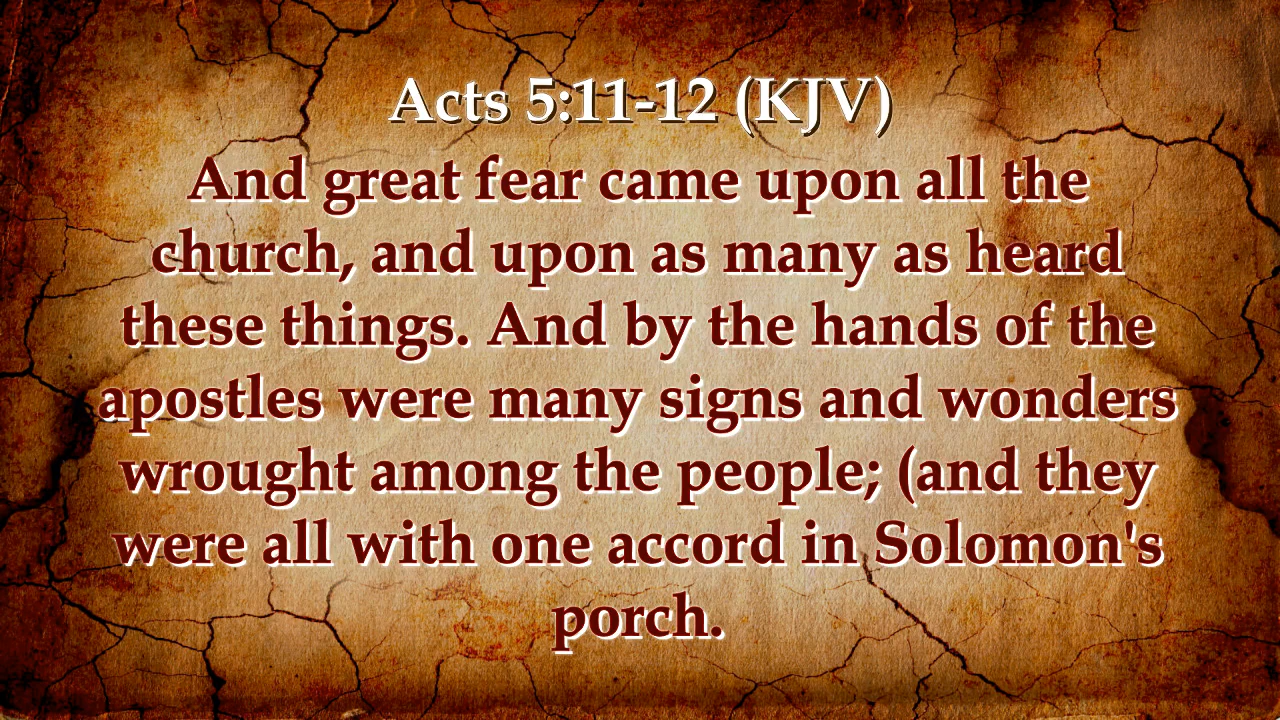 Acts 5:11-12 (KJV)
And great fear came upon all the
church, and upon as many as heard
these things. And by the hands of the
apostles were many signs and wonders
wrought among the people; (and they
were all with one accord in Solomon's
porch.